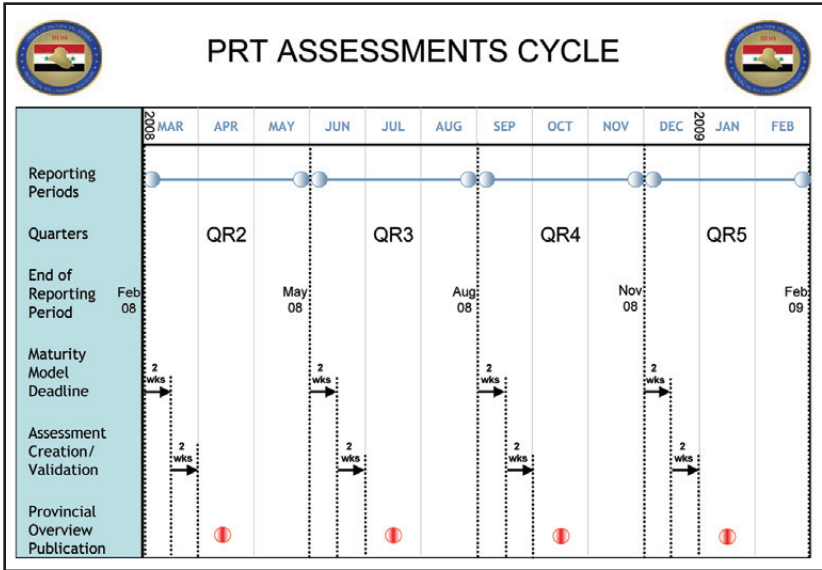 PRT ASSESSMENTS CYCLE
2008 MAR APR MAY JUN JUL AUG SEP OCT NOV DEC 2009 JAN FEB
Reporting
Periods
Quarters QR2 QR3 QR4 QR5
End of
Reporting
Period
Feb
08
May
08
Aug
08
Nov
08
Feb
09
Maturity
Model
Deadline
2
wks
2
wks
2
wks
2
wks
Assessment
Creation/
Validation
2
wks
2
wks
2
wks
2
wks
Provincial
Overview
Publication